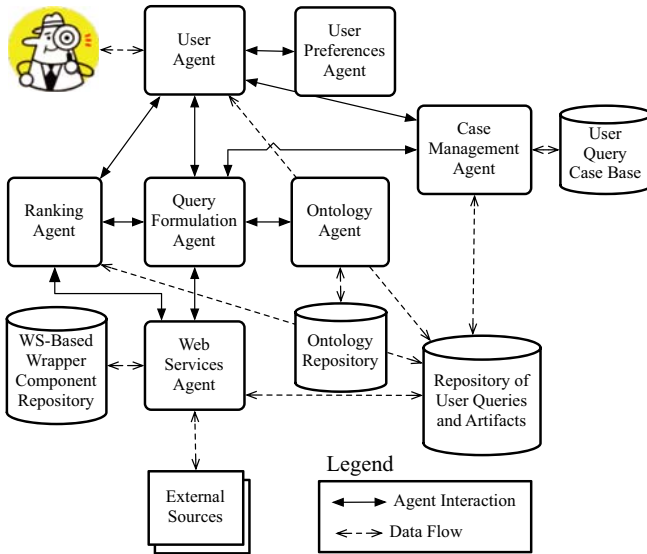 User
Agent
User
Preferences
Agent
Case
Management
Agent
User
Query
Case Base
Ranking
Agent
Query
Formulation
Agent
Ontology
Agent
WS-Based
Wrapper
Component
Repository
Web
Services
Agent
Ontology
Repository
Repository of
User Queries
and Artifacts
External
Sources
Legend
Agent Interaction
Data Flow